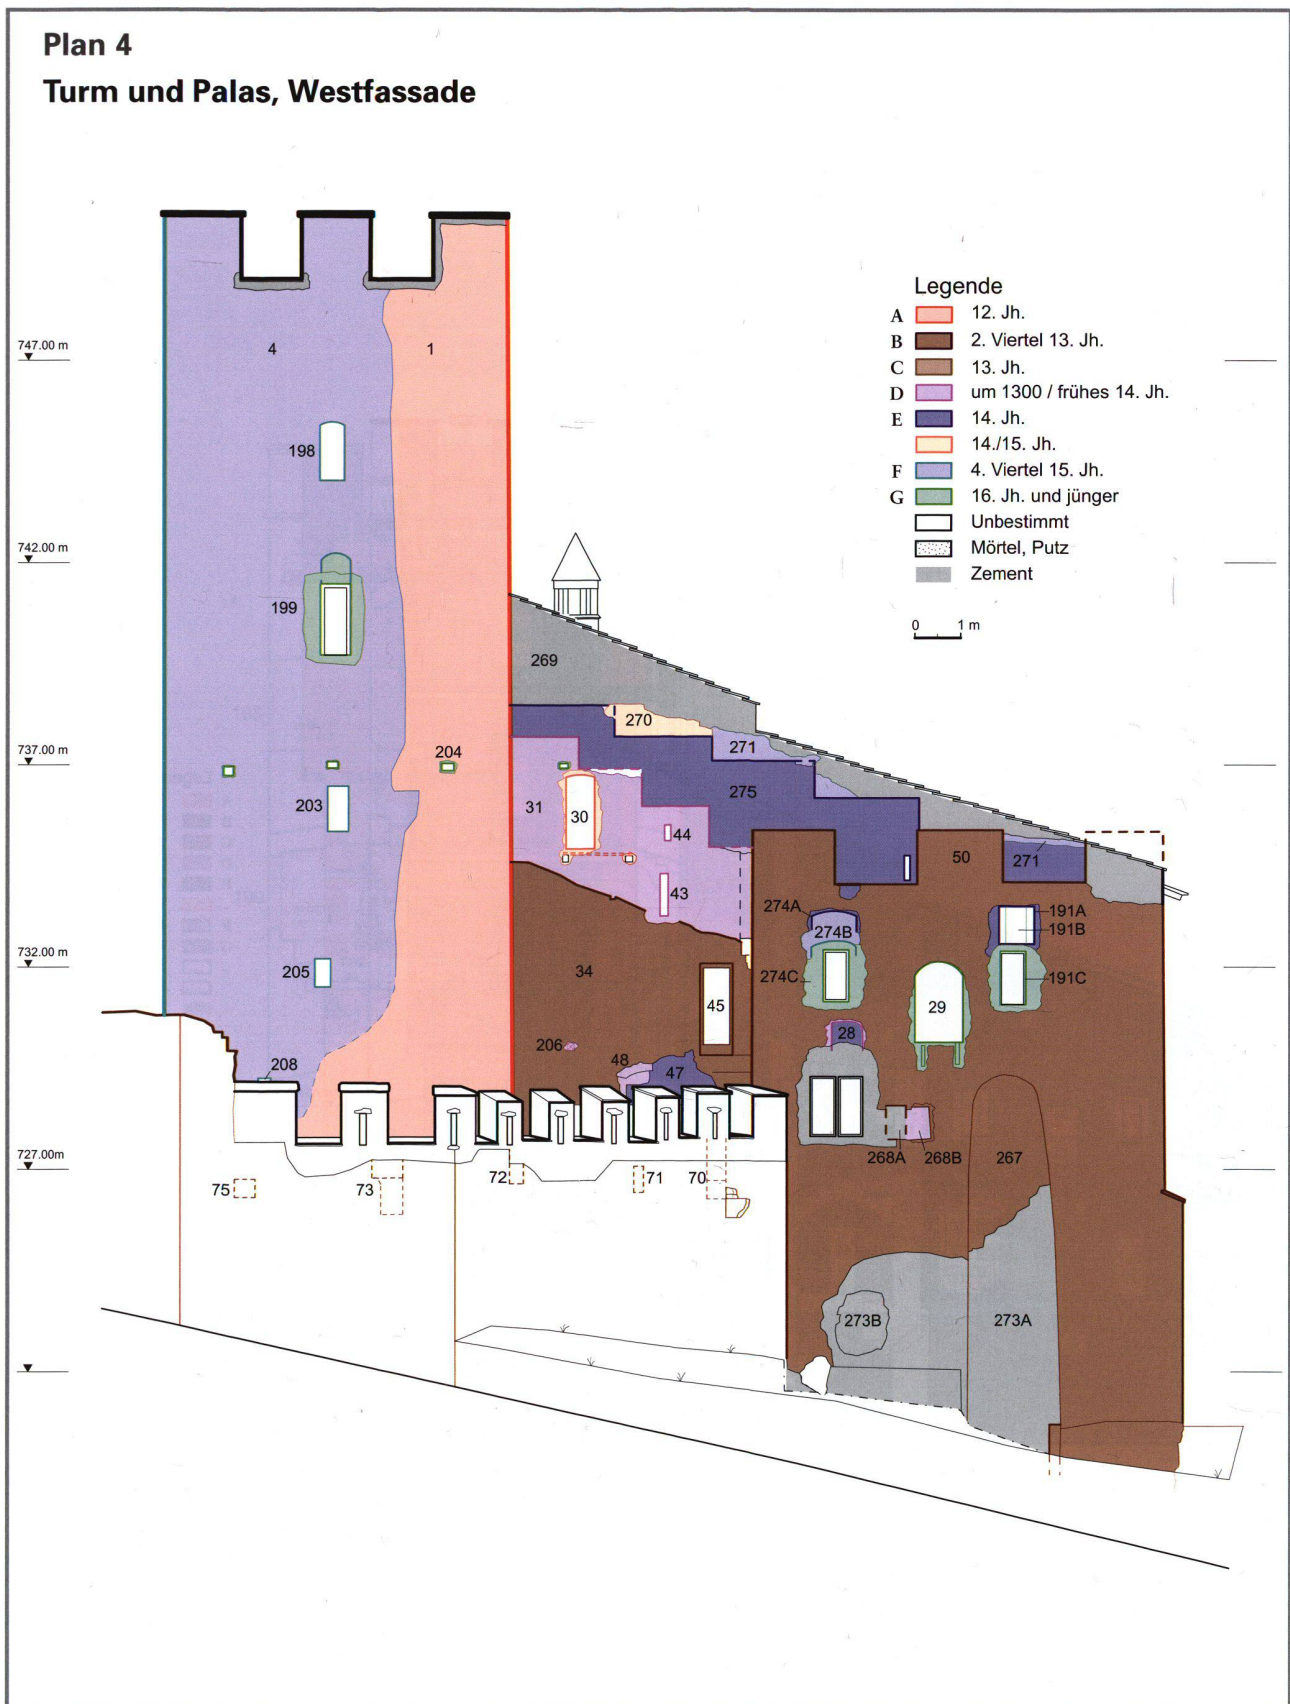 Plan 4
Turm und Palas, Westfassade
Legende
A 12. Jh.
B 2. Viertel 13. Jh.
C 13. Jh.
D um 1300 / frühes 14. Jh.
E 14. Jh.
14./15. Jh.
F 4. Viertel 15. Jh.
G 16. Jh. und jünger
Unbestimmt
Mörtel, Putz
Zement
0 1 m
747.00 m
4
1
198
742.00 m
199
269
270
271
737.00 m
204
203
31
30
275
44
50
271
43
274A
274B
274C
191A
191B
191C
732.00 m
205
34
45
29
28
206
48
47
208
268A
268B
267
727.00m
75
73
72
71
70
273B
273A